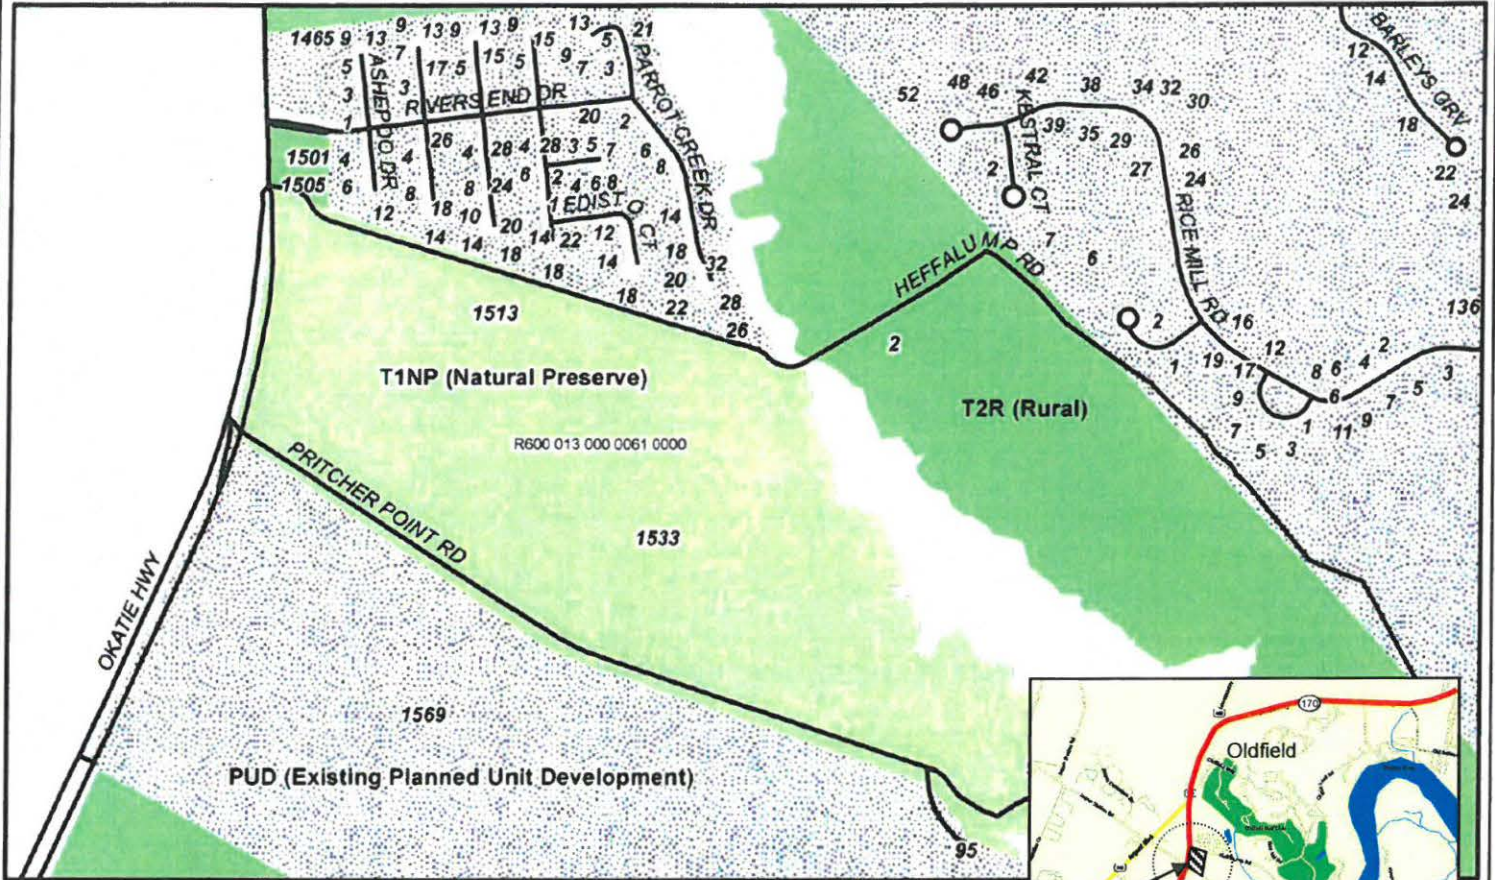 1465 9 13 9 13 9 13 9 15 13 5 21
5 7 17 5 15 5 9 7 3
3 3
1
ASHEPOO DR
RIVERS END DR
PARROT CREEK DR
20 2
1501 4 4 26 4 28 4 28 3 5 7 6 8
1505 6 8 8 24 6 2 4 6 8
12 18 10 20 1
EDISTO CT
14 14 18 14 22 12 14 18
18 14 20 32
18 22 28
26
52 48 46 42 38 34 32 30
39 35 29 27 26 24
2
KESTRAL CT
7 6
RICE MILL RD
BARLEYS GRV
12
14
18
22
24
136
HEFFALUMP RD
2
2 16
1 19 17 12
8 6 4 2
9 6 7 5 3
7 1 11 9
5 3
1513
T1NP (Natural Preserve)
T2R (Rural)
R600 013 000 0061 0000
PRITCHER POINT RD
1533
OKATIE HWY
1569
PUD (Existing Planned Unit Development)
95
170
Oldfield